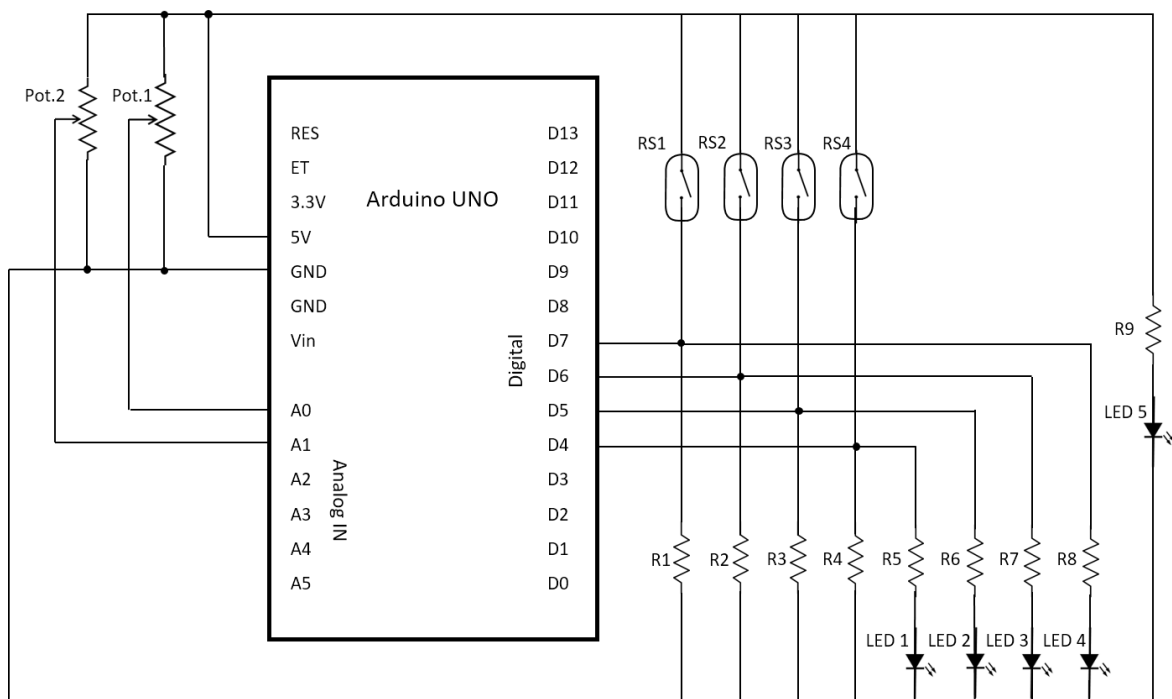 Pot.2
Pot.1
RES
ET
3.3V
5V
GND
GND
Vin
A0
A1
A2
A3
A4
A5
Analog IN
Arduino UNO
D13
D12
D11
D10
D9
D8
D7
D6
D5
D4
D3
D2
D1
D0
Digital
RS1
RS2
RS3
RS4
R9
LED 5
R1
R2
R3
R4
R5
R6
R7
R8
LED 1
LED 2
LED 3
LED 4